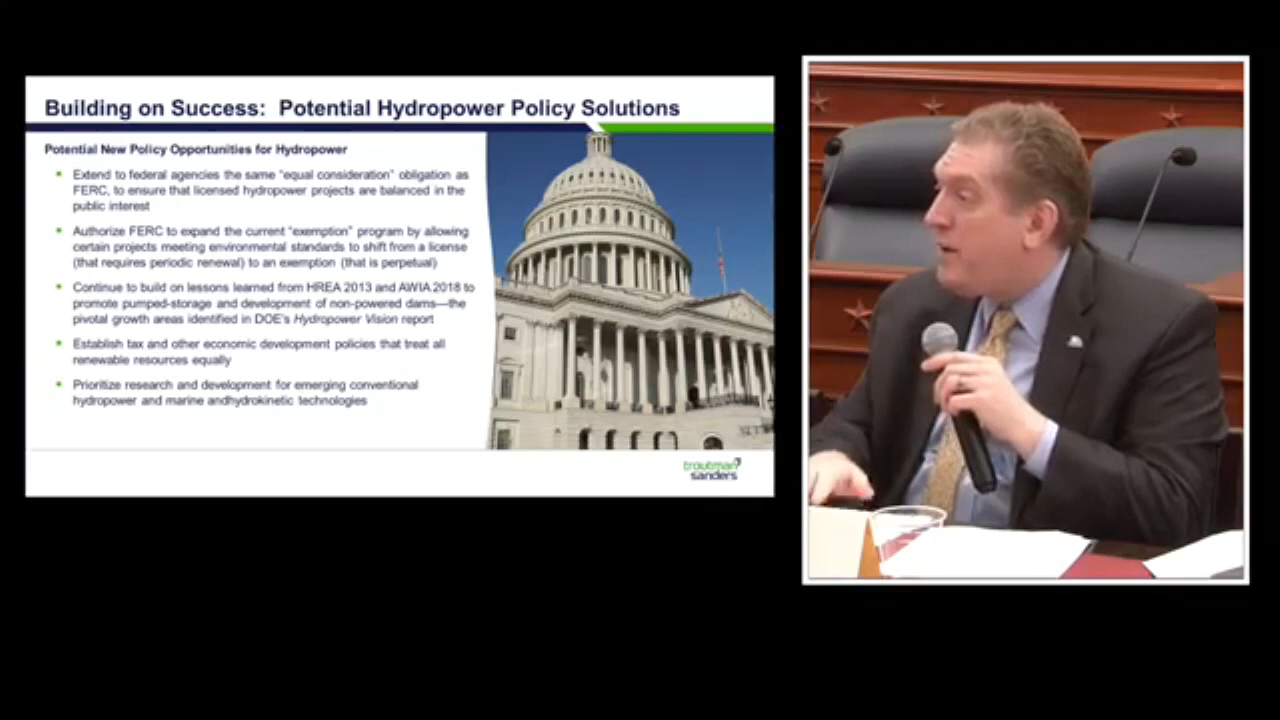 Building on Success: Potential Hydropower Policy Solutions
Potential New Policy Opportunities for Hydropower
Extend to federal agencies the same “equal consideration” obligation as
FERC, to ensure that licensed hydropower projects are balanced in the
public interest
Authorize FERC to expand the current “exemption” program by allowing
certain projects meeting environmental standards to shift from a license
(that requires periodic renewal) to an exemption (that is perpetual)
Continue to build on lessons learned from HREA 2013 and AWIA 2018 to
promote pumped-storage and development of non-powered dams—the
pivotal growth areas identified in DOE’s Hydropower Vision report
Establish tax and other economic development policies that treat all
renewable resources equally
Prioritize research and development for emerging conventional
hydropower and marine andhydrokinetic technologies
troutman
sanders